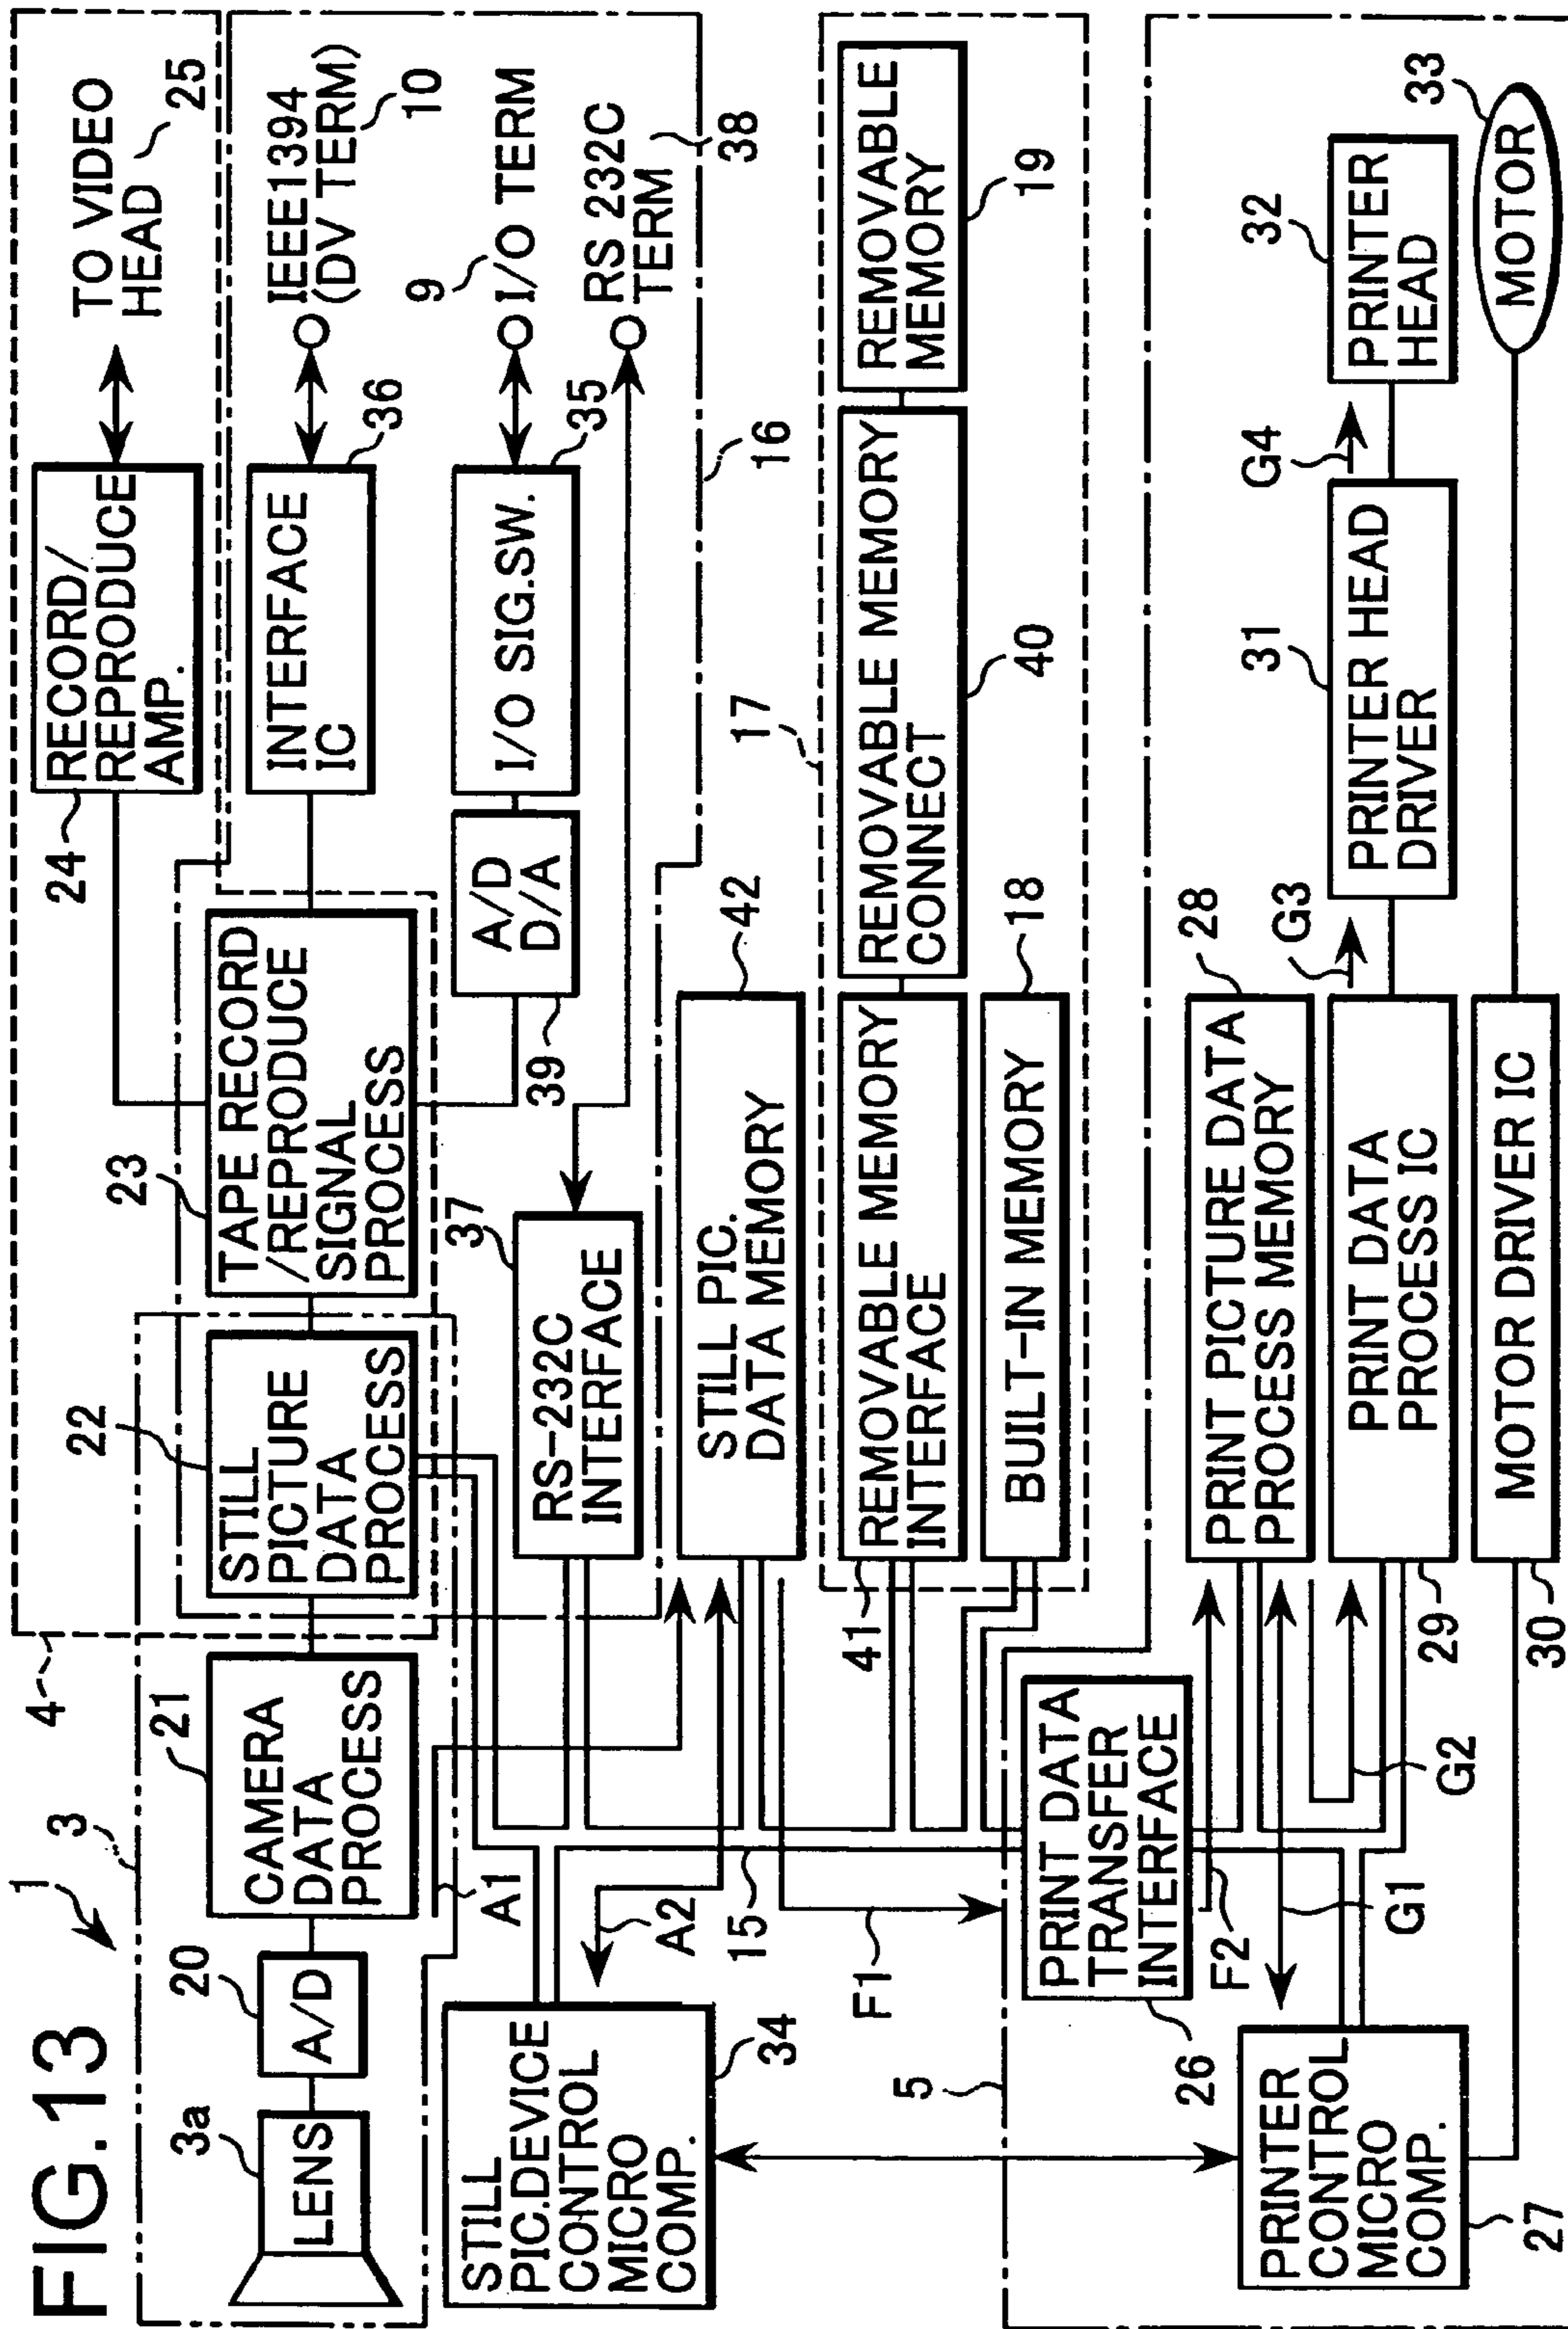 FIG.13
1
3
4
3a
LENS
20
A/D
21
CAMERA
DATA
PROCESS
22
STILL
PICTURE
DATA
PROCESS
23
TAPE RECORD
/REPRODUCE
SIGNAL
PROCESS
24
RECORD/
REPRODUCE
AMP.
TO VIDEO
HEAD
25
INTERFACE
IC
36
IEEE1394
(DV TERM)
10
A/D
D/A
39
I/O SIG.SW.
35
9
I/O TERM
RS 232C
TERM
38
37
RS-232C
INTERFACE
16
STILL
PIC.DEVICE
CONTROL
MICRO
COMP.
34
A1
A2
15
F1
STILL PIC.
DATA MEMORY
42
17
REMOVABLE MEMORY
INTERFACE
41
REMOVABLE MEMORY
CONNECT
40
REMOVABLE
MEMORY
19
BUILT-IN MEMORY
18
5
PRINT DATA
TRANSFER
INTERFACE
26
F2
G1
G2
PRINTER
CONTROL
MICRO
COMP.
27
PRINT PICTURE DATA
PROCESS MEMORY
28
PRINT DATA
PROCESS IC
29
G3
PRINTER HEAD
DRIVER
31
G4
PRINTER
HEAD
32
MOTOR DRIVER IC
30
MOTOR
33